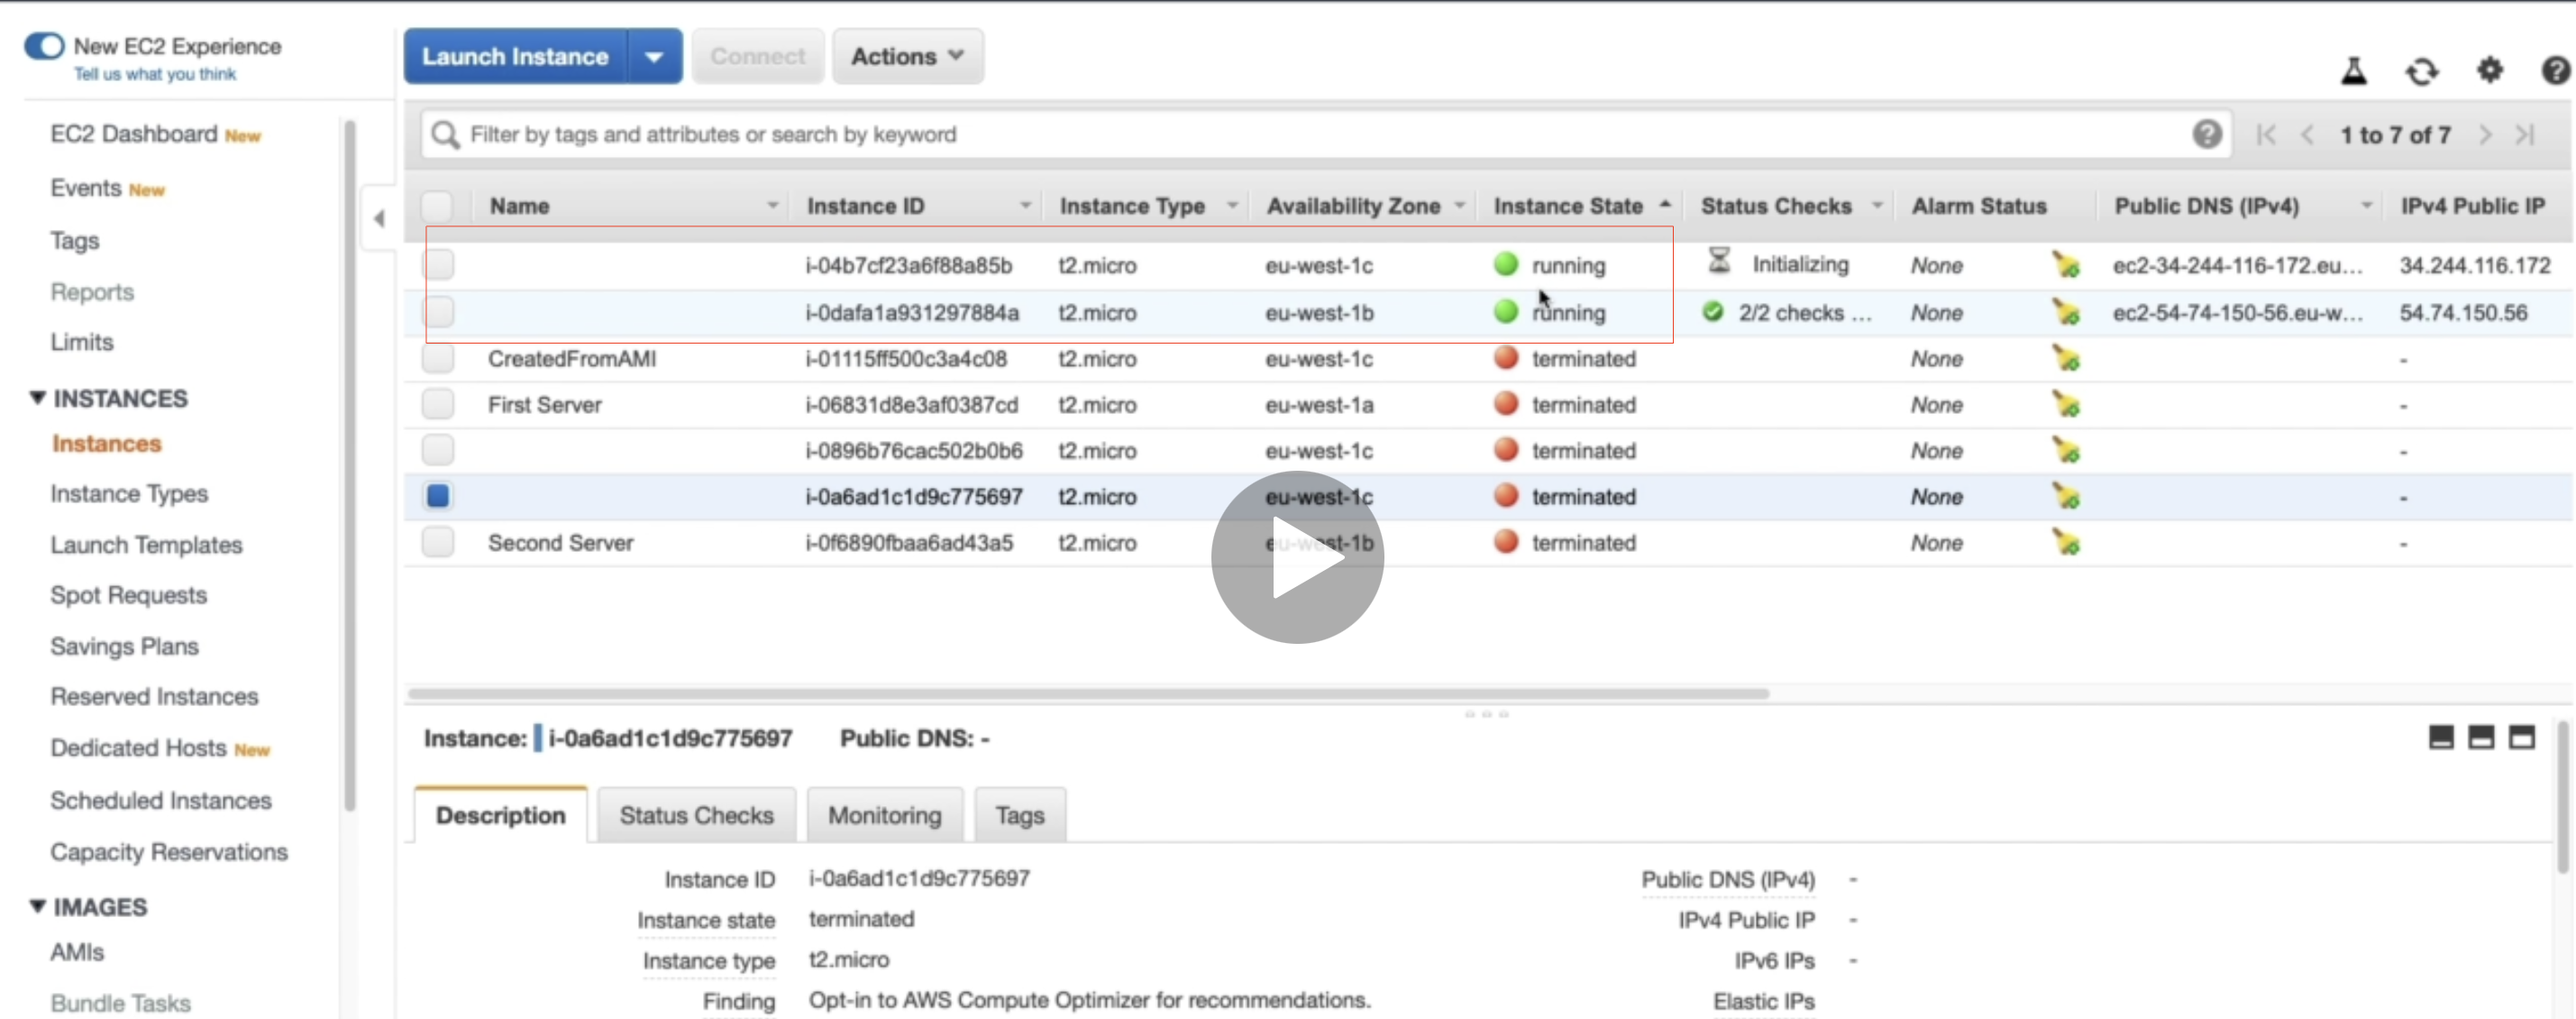 New EC2 Experience
Tell us what you think
EC2 Dashboard New
Events New
Tags
Reports
Limits
INSTANCES
Instances
Instance Types
Launch Templates
Spot Requests
Savings Plans
Reserved Instances
Dedicated Hosts New
Scheduled Instances
Capacity Reservations
IMAGES
AMIs
Bundle Tasks
Launch Instance Connect Actions
Filter by tags and attributes or search by keyword 1 to 7 of 7
Name Instance ID Instance Type Availability Zone Instance State Status Checks Alarm Status Public DNS (IPv4) IPv4 Public IP
i-04b7cf23a6f88a85b t2.micro eu-west-1c running Initializing None ec2-34-244-116-172.eu... 34.244.116.172
i-0dafa1a931297884a t2.micro eu-west-1b running 2/2 checks ... None ec2-54-74-150-56.eu-w... 54.74.150.56
CreatedFromAMI i-01115ff500c3a4c08 t2.micro eu-west-1c terminated None -
First Server i-06831d8e3af0387cd t2.micro eu-west-1a terminated None -
i-0896b76cac502b0b6 t2.micro eu-west-1c terminated None -
i-0a6ad1c1d9c775697 t2.micro eu-west-1c terminated None -
Second Server i-0f6890fbaa6ad43a5 t2.micro eu-west-1b terminated None -
Instance: i-0a6ad1c1d9c775697 Public DNS: -
Description Status Checks Monitoring Tags
Instance ID i-0a6ad1c1d9c775697 Public DNS (IPv4) -
Instance state terminated IPv4 Public IP -
Instance type t2.micro IPv6 IPs -
Finding Opt-in to AWS Compute Optimizer for recommendations. Elastic IPs